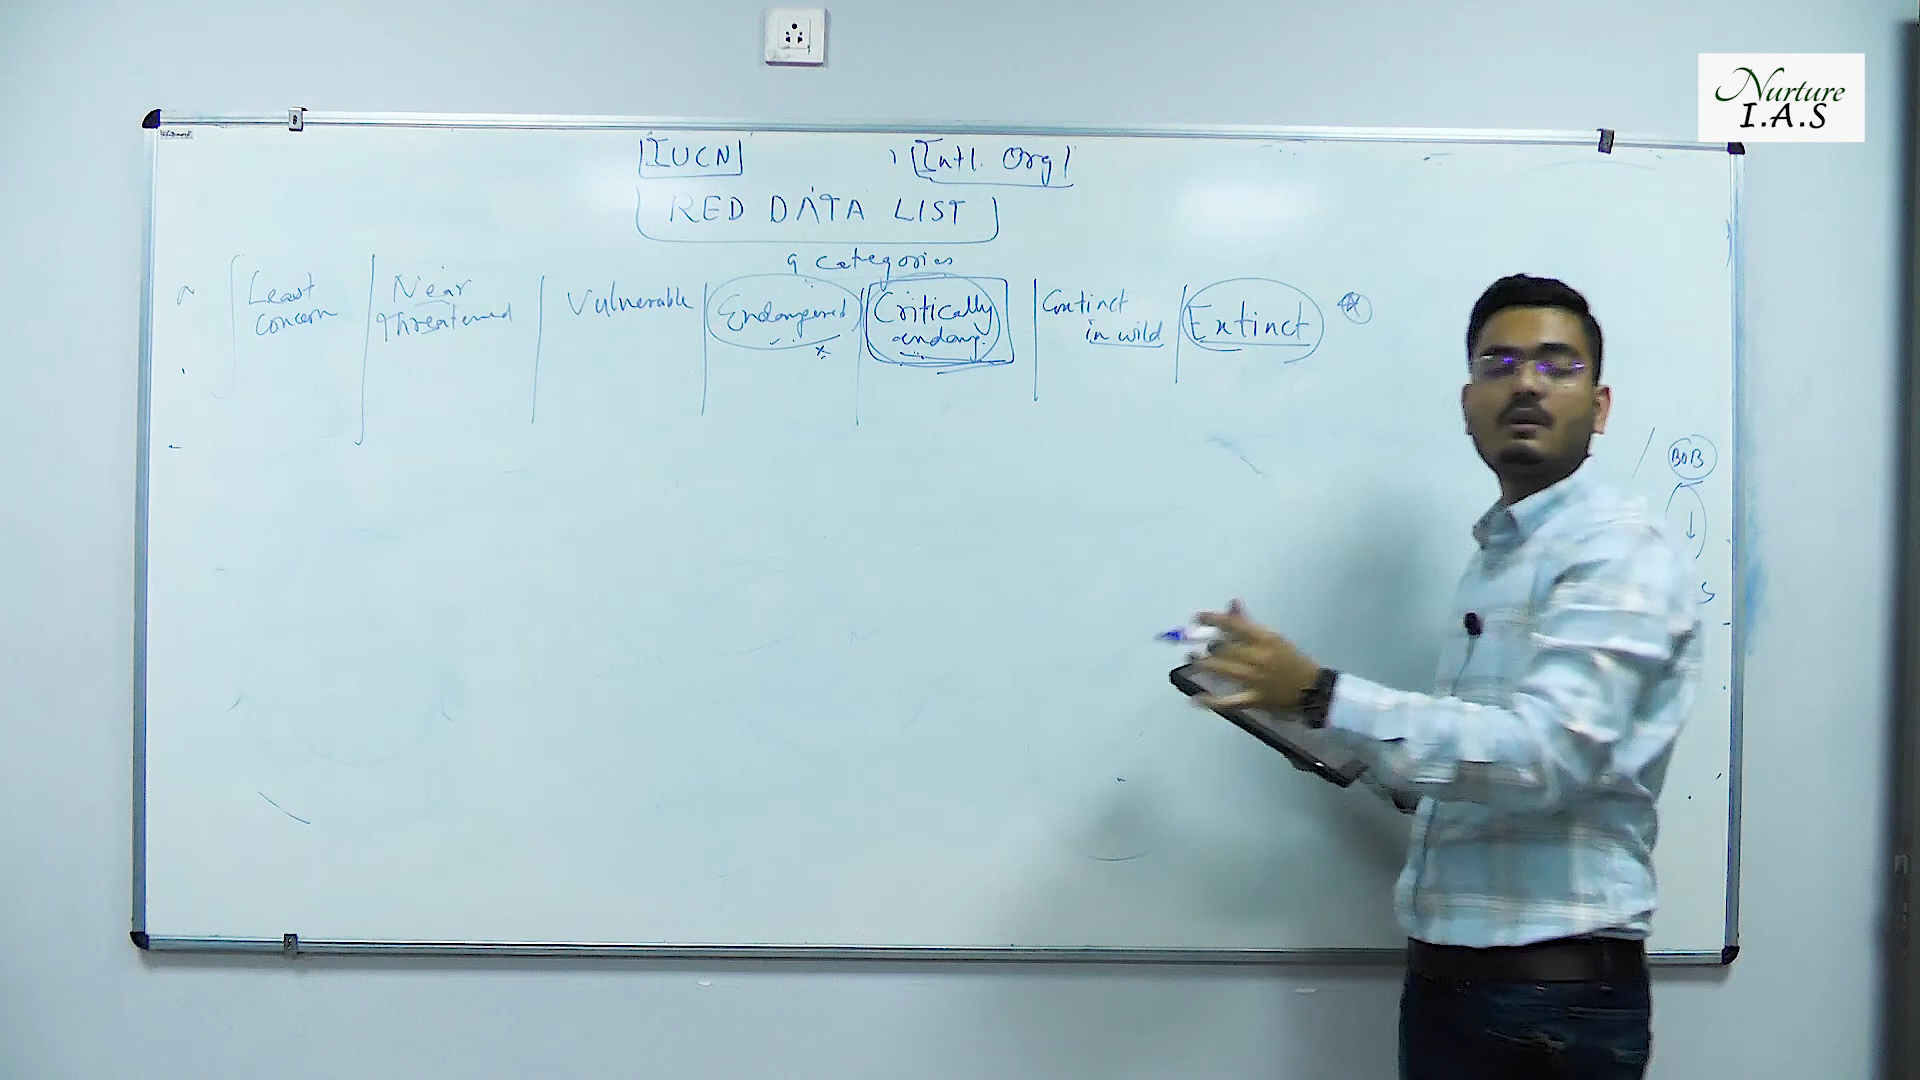 Nurture
I.A.S
IUCN
Intl. Org
RED DATA LIST
9 categories
Least concern
Near Threatened
Vulnerable
Endangered
Critically endang.
Extinct in wild
Extinct
BOB